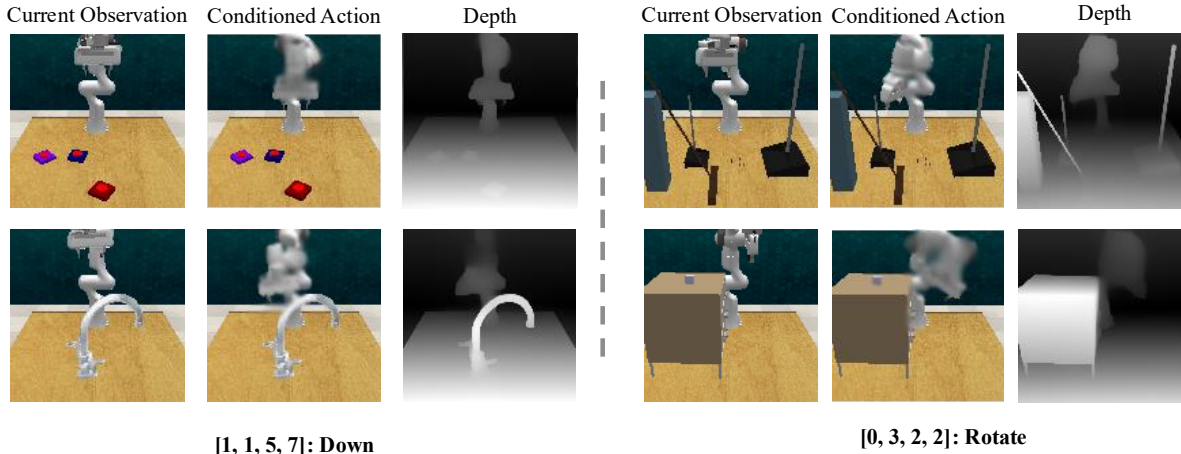 Current Observation Conditioned Action Depth
Current Observation Conditioned Action Depth
[1, 1, 5, 7]: Down
[0, 3, 2, 2]: Rotate